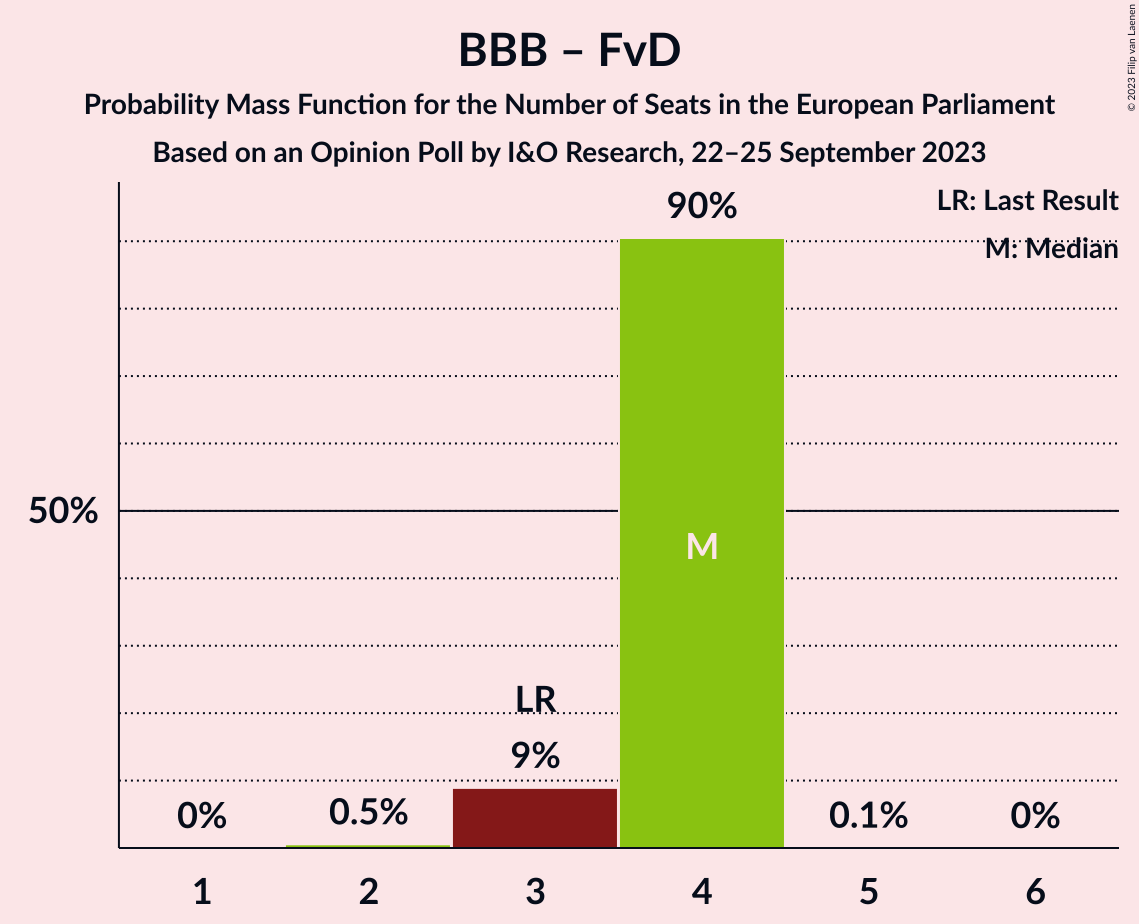 BBB – FvD
Probability Mass Function for the Number of Seats in the European Parliament
Based on an Opinion Poll by I&O Research, 22–25 September 2023
© 2023 Filip van Laenen
LR: Last Result
M: Median
90%
50%
M
LR
9%
0%
0.5%
0.1%
0%
1
2
3
4
5
6